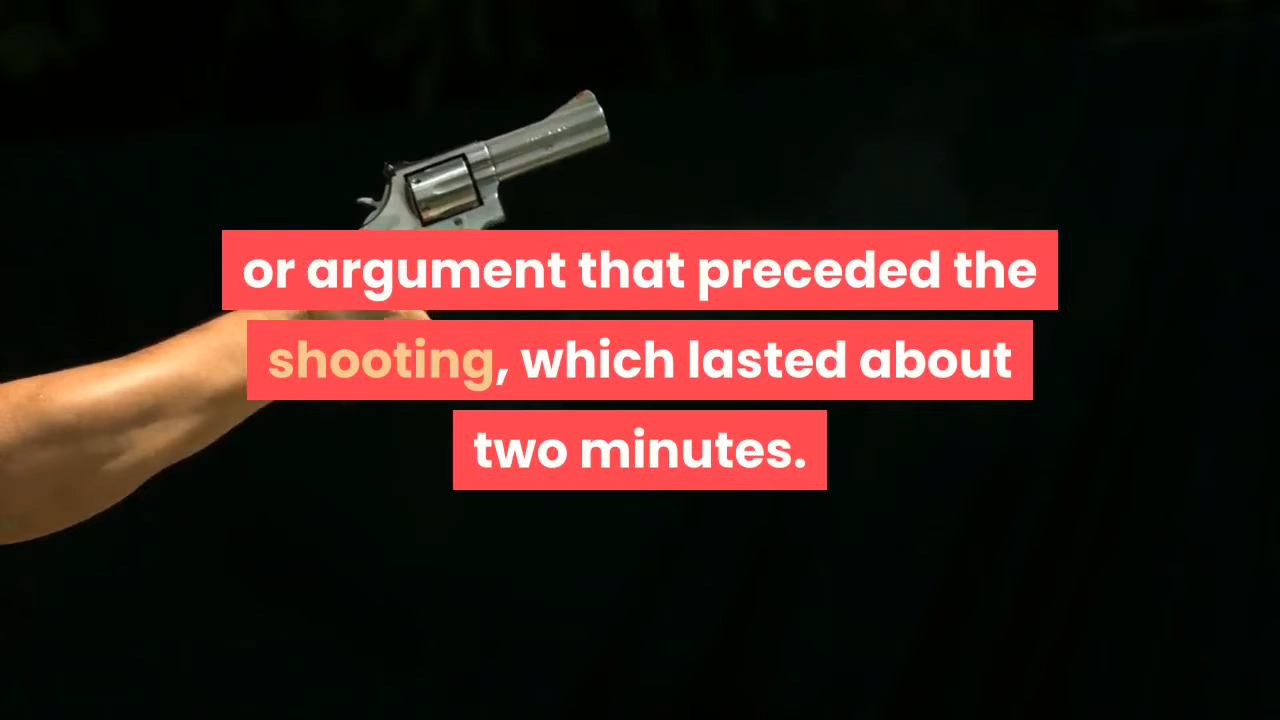 or argument that preceded the
shooting, which lasted about
two minutes.